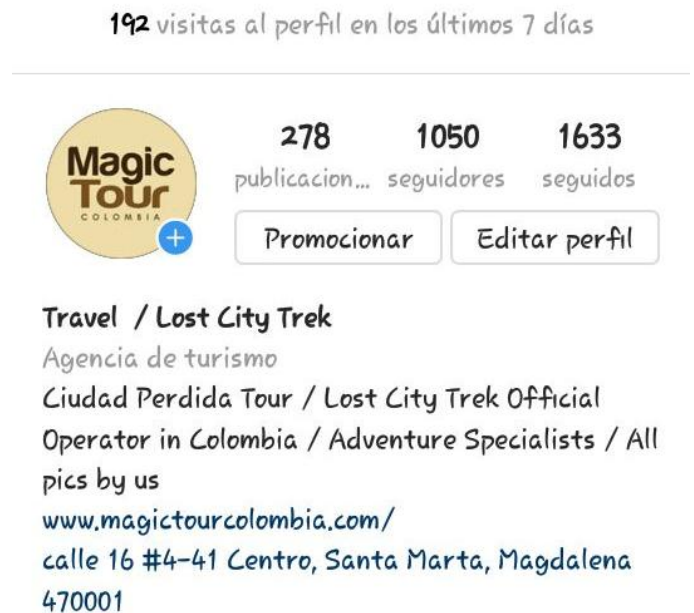 192 visitas al perfil en los últimos 7 días
Magic
Tour
COLOMBIA
278 1050 1633
publicacion... seguidores seguidos
Promocionar Editar perfil
Travel / Lost City Trek
Agencia de turismo
Ciudad Perdida Tour / Lost City Trek Official
Operator in Colombia / Adventure Specialists / All
pics by us
www.magictourcolombia.com/
calle 16 #4-41 Centro, Santa Marta, Magdalena
470001